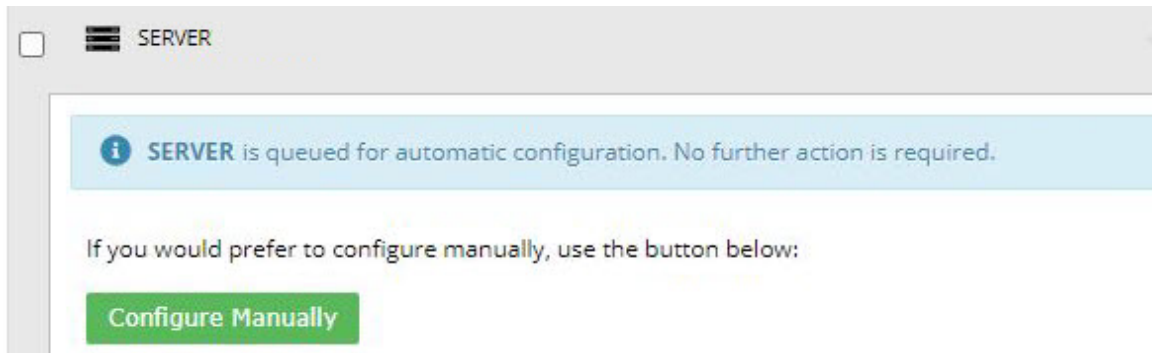 SERVER
SERVER is queued for automatic configuration. No further action is required.
If you would prefer to configure manually, use the button below:
Configure Manually